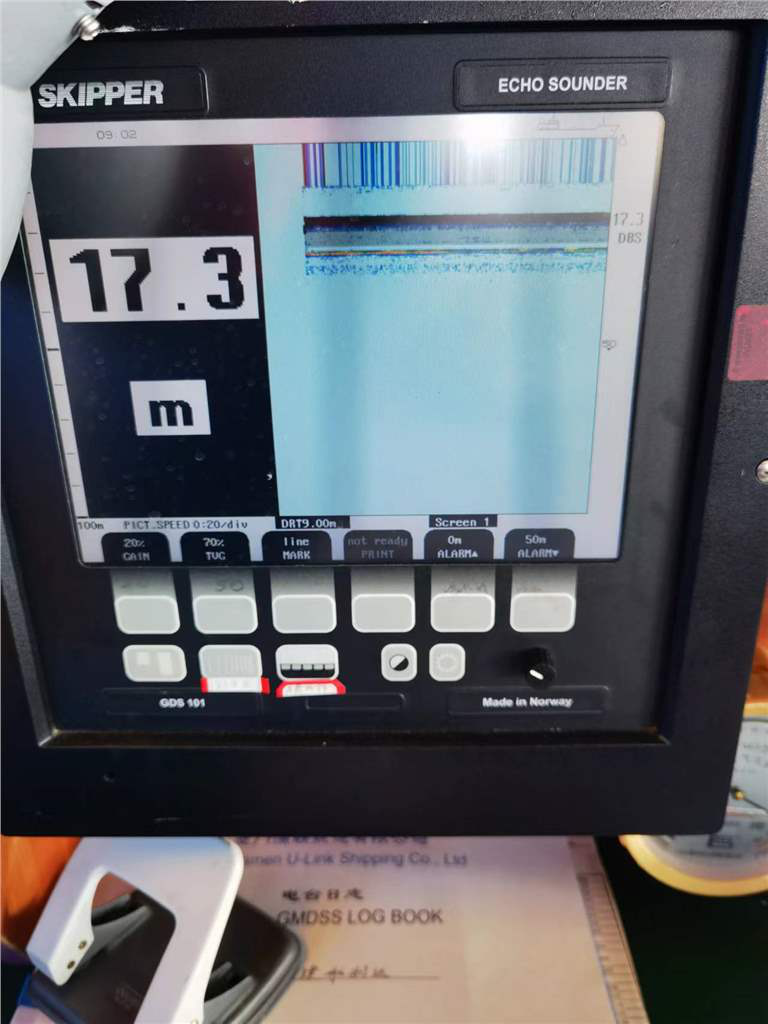 SKIPPER
ECHO SOUNDER
09:02
17.3
m
17.3
DBS
50
100m
PICT.SPEED 0:20/div
DRT9.00m
Screen 1
20%
GAIN
70%
TVG
line
MARK
not ready
PRINT
0m
ALARM▲
50m
ALARM▼
50
GDS 101
Made in Norway
U-Link Shipping Co., Ltd
电台日志
GMDSS LOG BOOK